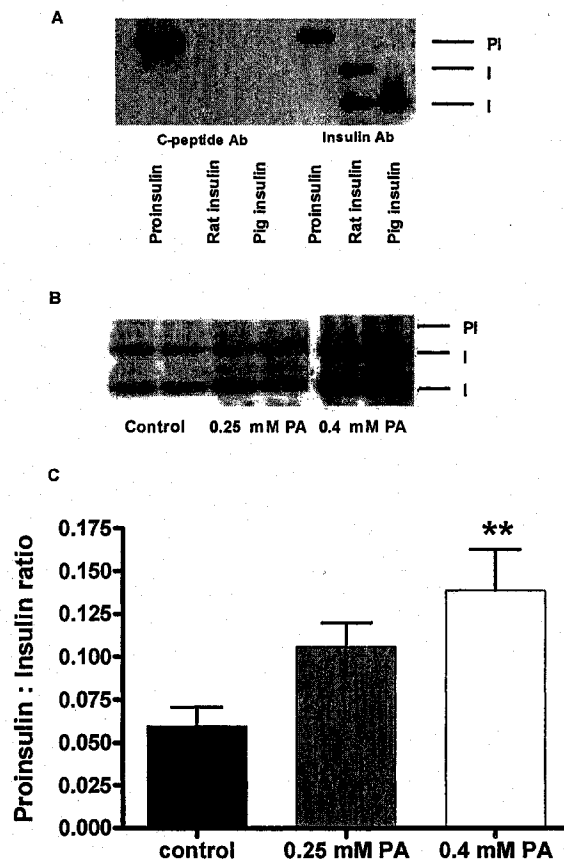 A
PI
I
I
C-peptide Ab
Insulin Ab
Proinsulin
Rat insulin
Pig insulin
Proinsulin
Rat insulin
Pig insulin
B
PI
I
I
Control
0.25 mM PA
0.4 mM PA
C
Proinsulin : Insulin ratio
0.175
0.150
0.125
0.100
0.075
0.050
0.025
0.000
**
control
0.25 mM PA
0.4 mM PA